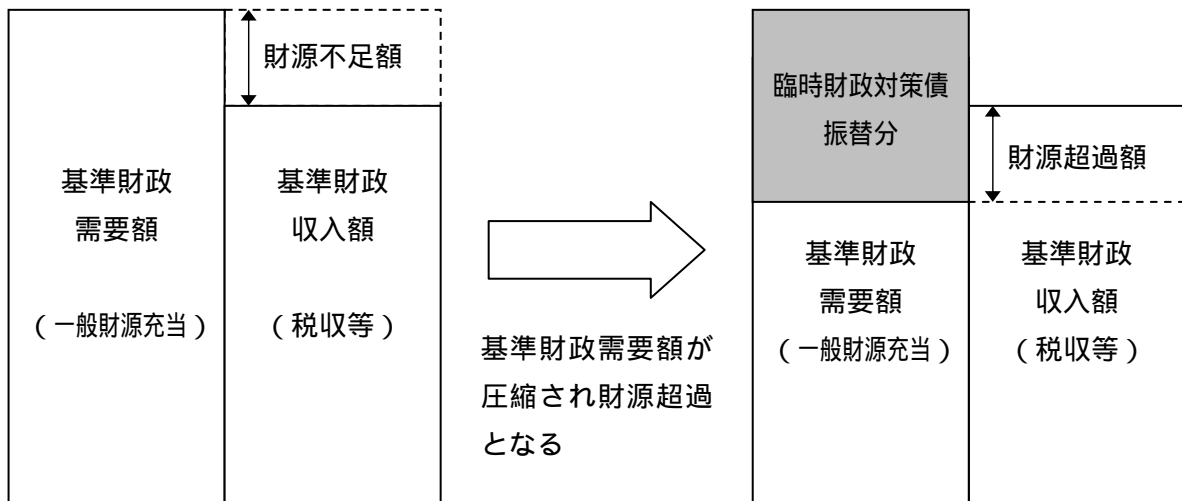 財源不足額
基準財政
需要額
（一般財源充当）
基準財政
収入額
（税収等）
基準財政需要額が
圧縮され財源超過
となる
臨時財政対策債
振替分
財源超過額
基準財政
需要額
（一般財源充当）
基準財政
収入額
（税収等）